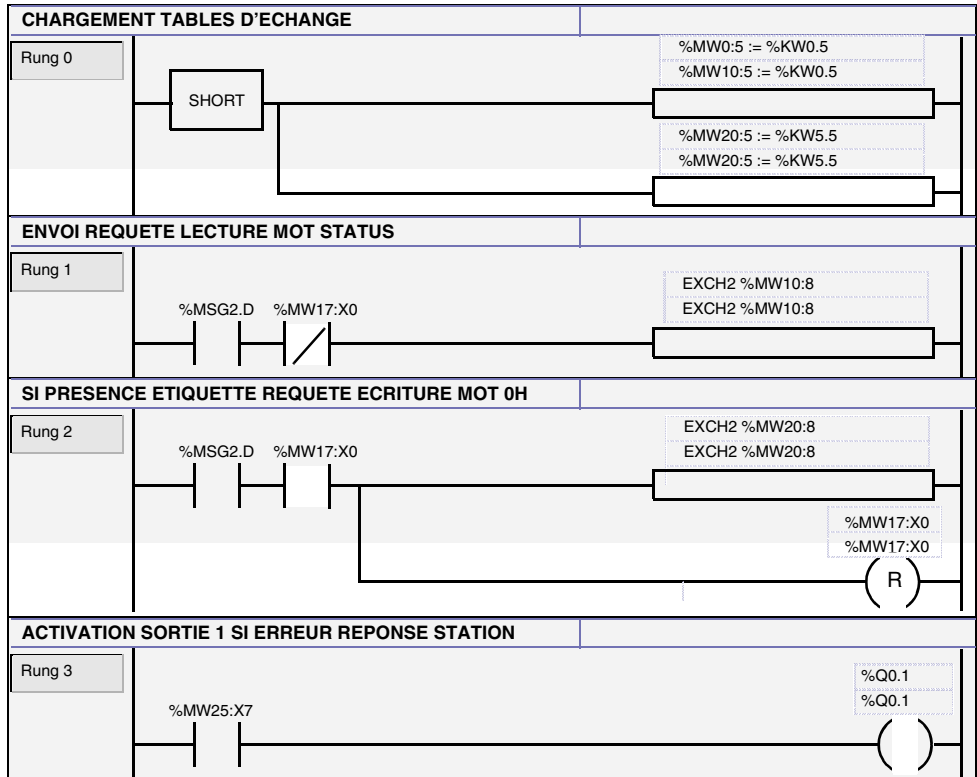 CHARGEMENT TABLES D'ECHANGE
Rung 0
%MW0:5 := %KW0.5
%MW10:5 := %KW0.5
SHORT
%MW20:5 := %KW5.5
%MW20:5 := %KW5.5
ENVOI REQUETE LECTURE MOT STATUS
Rung 1
EXCH2 %MW10:8
%MSG2.D %MW17:X0 EXCH2 %MW10:8
SI PRESENCE ETIQUETTE REQUETE ECRITURE MOT 0H
Rung 2
EXCH2 %MW20:8
%MSG2.D %MW17:X0 EXCH2 %MW20:8
%MW17:X0
%MW17:X0
R
ACTIVATION SORTIE 1 SI ERREUR REPONSE STATION
Rung 3
%Q0.1
%Q0.1
%MW25:X7